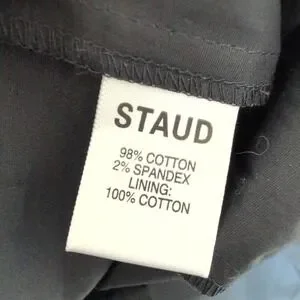 STAUD
98% COTTON
2% SPANDEX
LINING:
100% COTTON